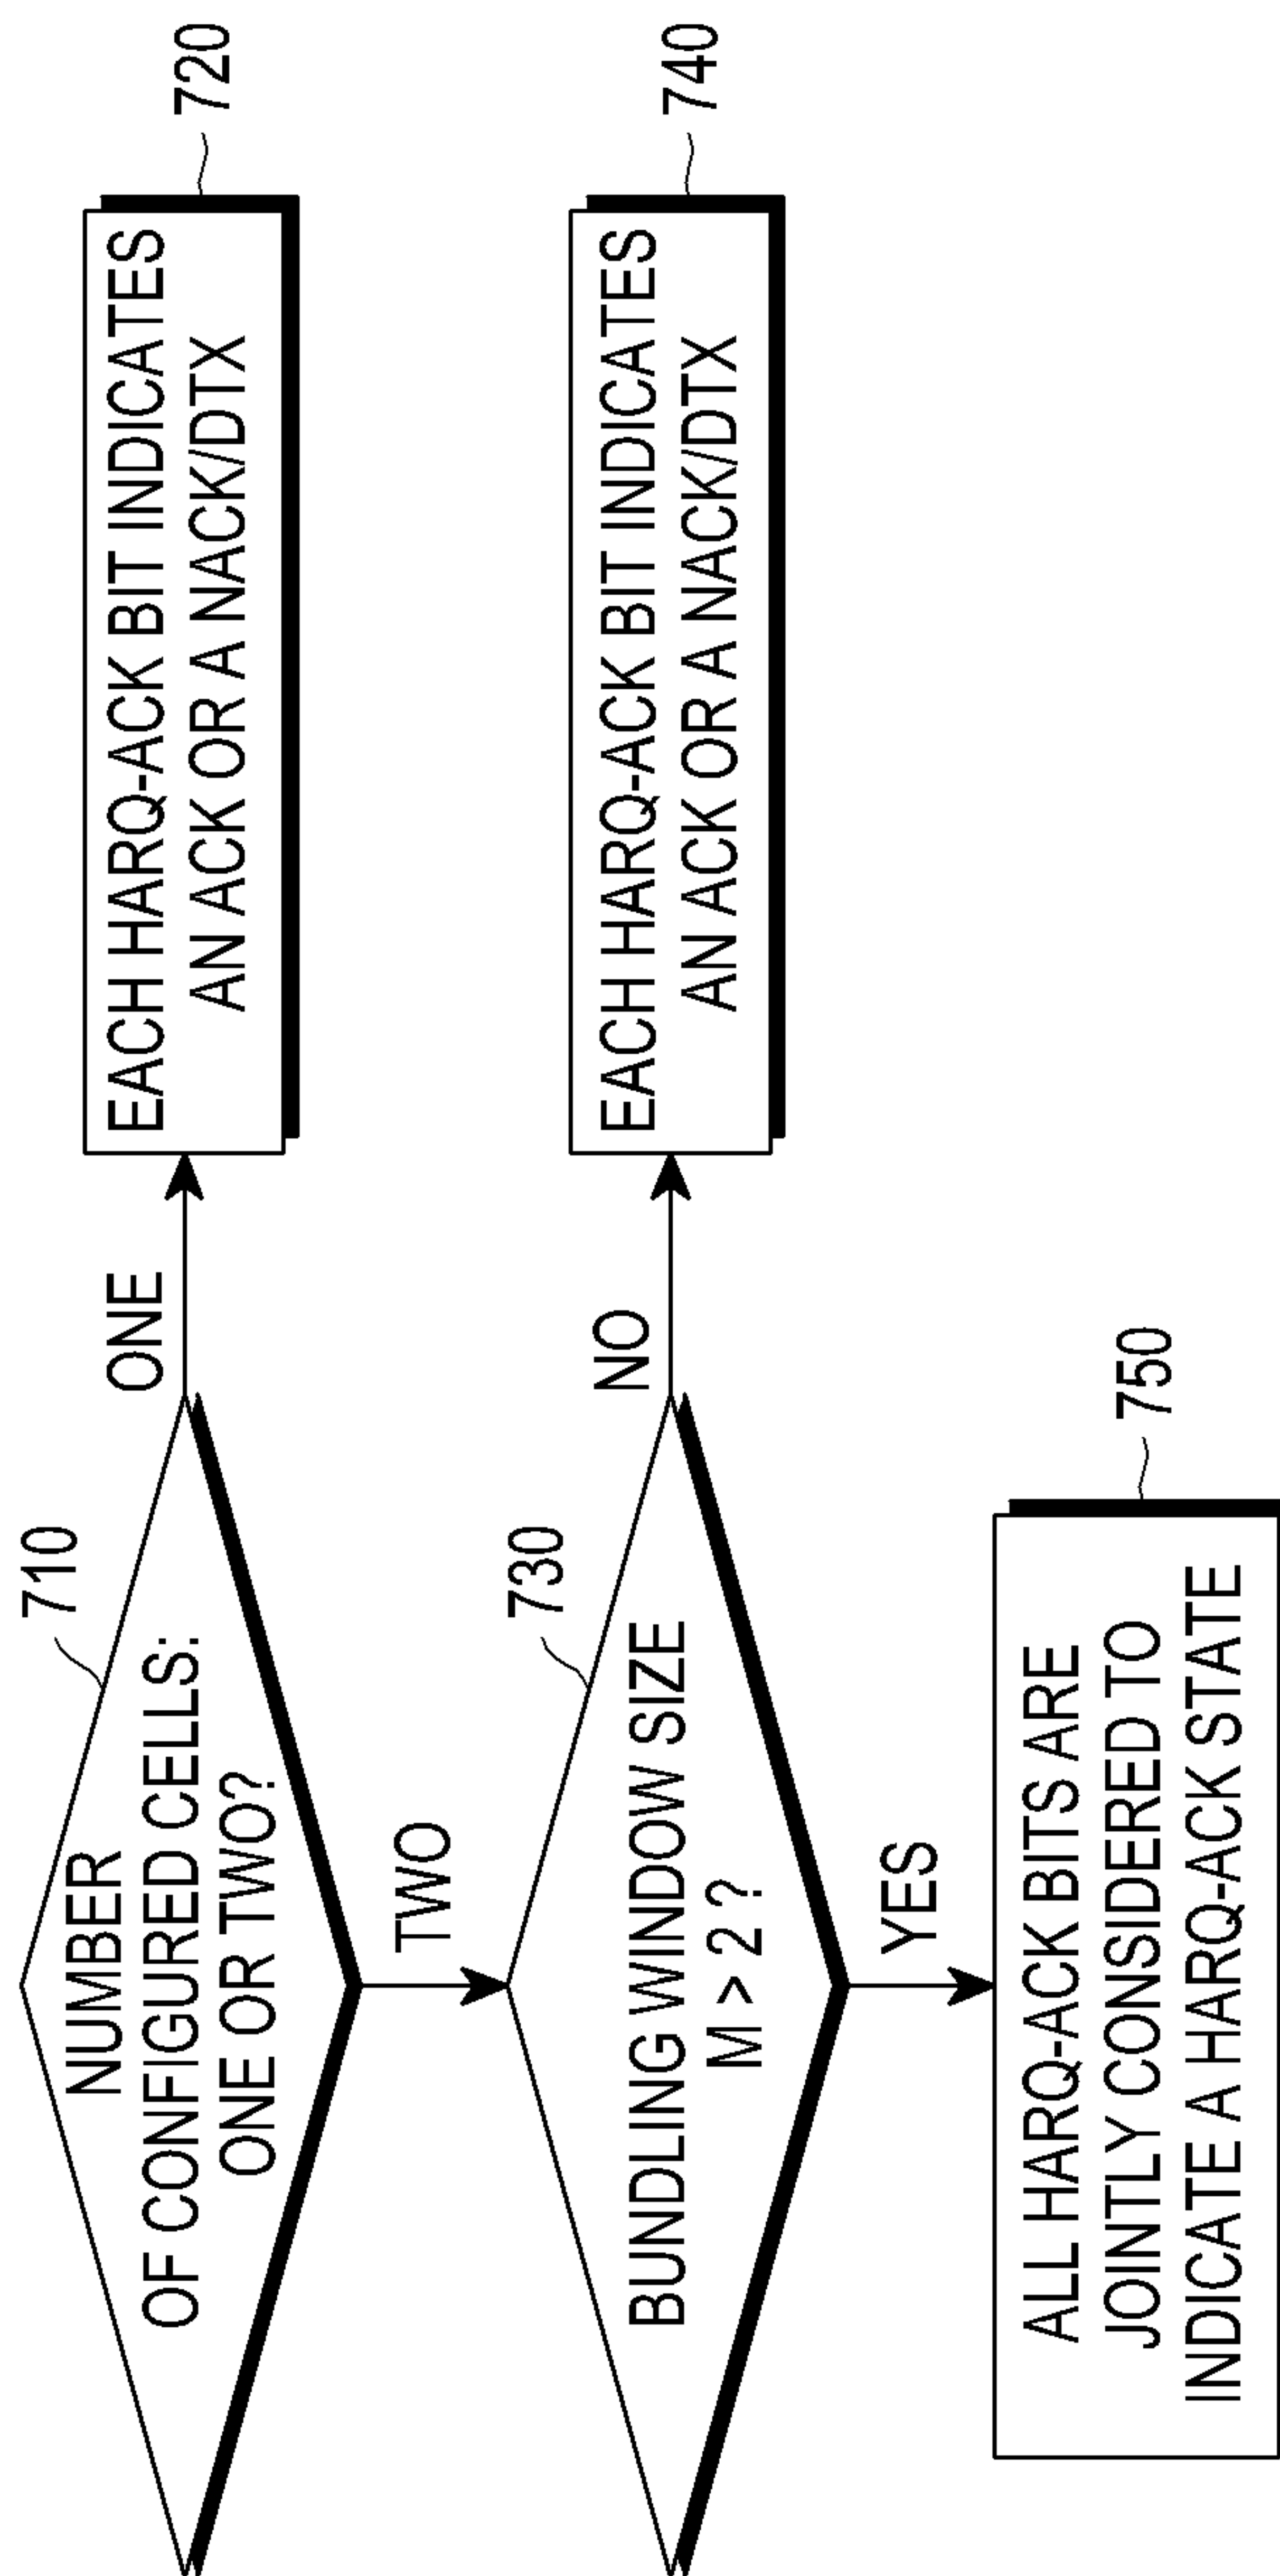 710
NUMBER
OF CONFIGURED CELLS:
ONE OR TWO?
ONE
EACH HARQ-ACK BIT INDICATES
AN ACK OR A NACK/DTX
720
TWO
730
BUNDLING WINDOW SIZE
M > 2 ?
NO
EACH HARQ-ACK BIT INDICATES
AN ACK OR A NACK/DTX
740
YES
750
ALL HARQ-ACK BITS ARE
JOINTLY CONSIDERED TO
INDICATE A HARQ-ACK STATE